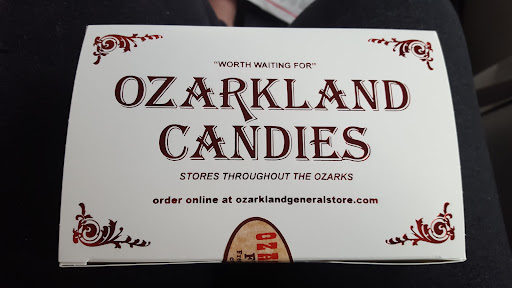 "WORTH WAITING FOR"
OZARKLAND
CANDIES
STORES THROUGHOUT THE OZARKS
order online at ozarklandgeneralstore.com